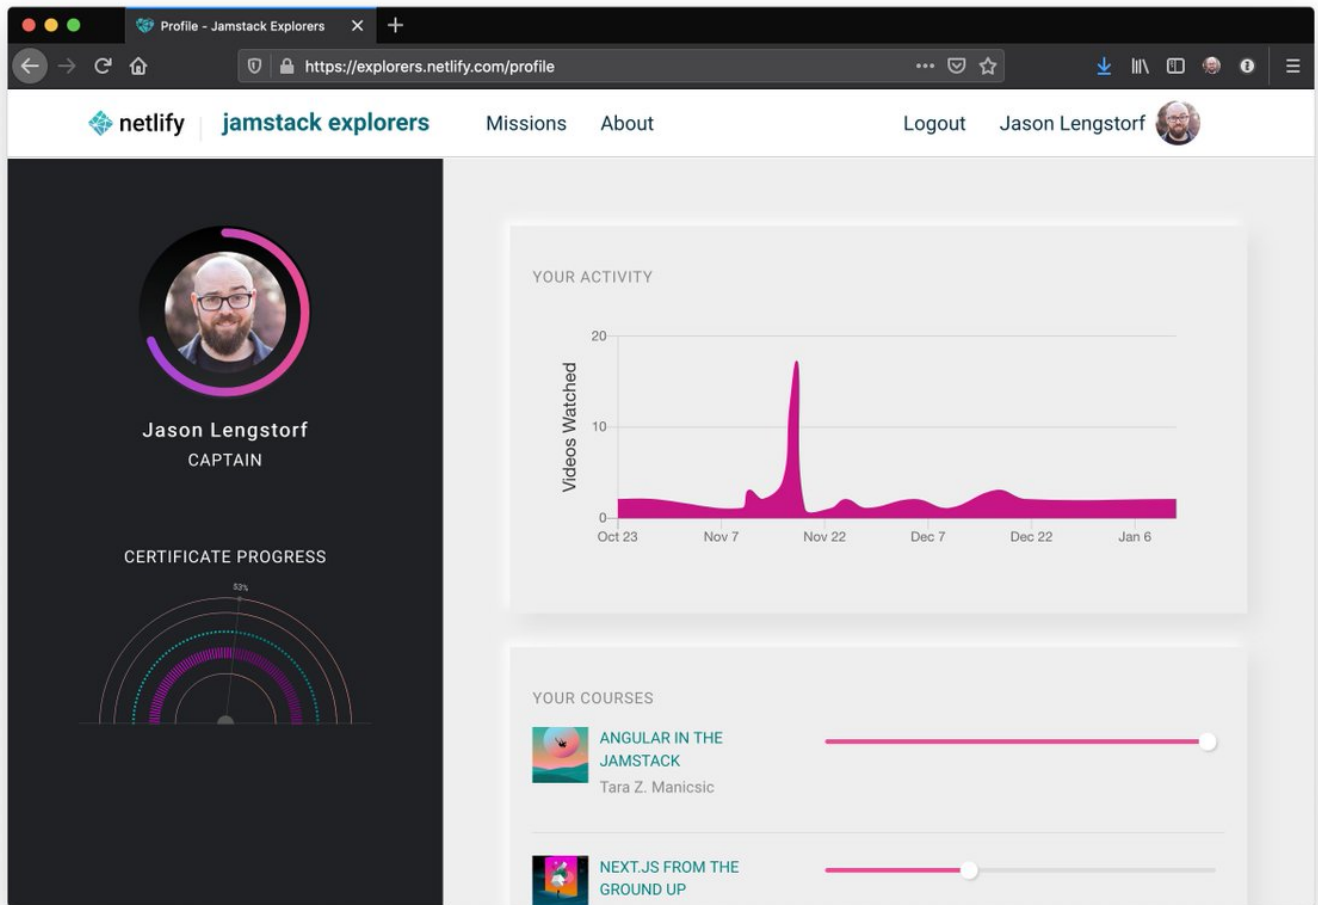 Profile - Jamstack Explorers
https://explorers.netlify.com/profile
netlify
jamstack explorers
Missions
About
Logout
Jason Lengstorf
Jason Lengstorf
CAPTAIN
CERTIFICATE PROGRESS
53%
YOUR ACTIVITY
Videos Watched
20
10
0
Oct 23
Nov 7
Nov 22
Dec 7
Dec 22
Jan 6
YOUR COURSES
ANGULAR IN THE
JAMSTACK
Tara Z. Manicsic
NEXT.JS FROM THE
GROUND UP